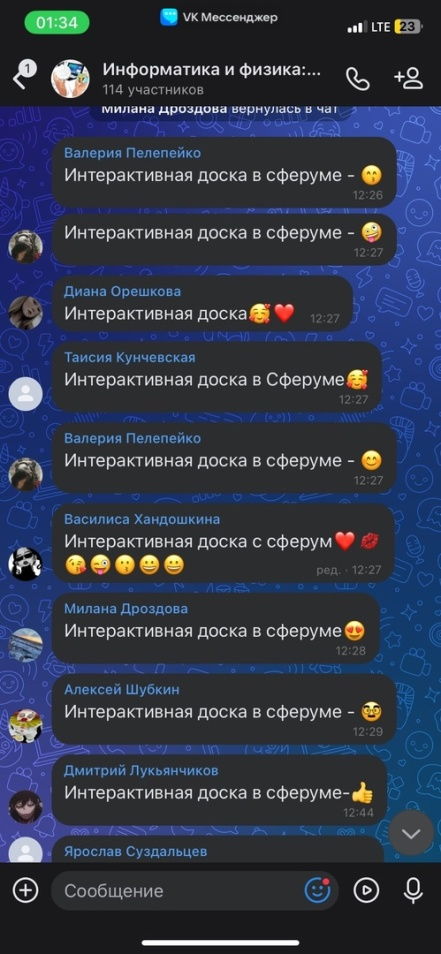 01:34
VK Мессенджер
LTE 23
1
Информатика и физика:...
114 участников
Милана Дроздова вернулась в чат
Валерия Пелепейко
Интерактивная доска в сферуме - 😙
12:26
Интерактивная доска в сферуме - 🤪
12:27
Диана Орешкова
Интерактивная доска🥰❤️ 12:27
Таисия Кунчевская
Интерактивная доска в Сферуме🥰
12:27
Валерия Пелепейко
Интерактивная доска в сферуме - 😊
12:27
Василиса Хандошкина
Интерактивная доска с сферум❤️💋
😘😜😗😀😀
ред. · 12:27
Милана Дроздова
Интерактивная доска в сферуме😍
12:28
Алексей Шубкин
Интерактивная доска в сферуме - 🥸
12:29
Дмитрий Лукьянчиков
Интерактивная доска в сферуме-👍
12:44
Ярослав Суздальцев
Сообщение